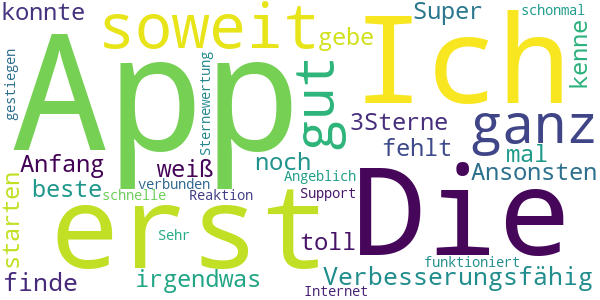 konnte
soweit
Super
schonmal
gestiegen
App
Sternewertung
gebe
Ich
kenne
gut
3Sterne
ganz
Anfang
weiß
noch
fehlt
mal
starten
beste
verbunden
Angeblich
Ansonsten
schnelle
Reaktion
Support
Die
erst
Sehr
toll
finde
irgendwas
funktioniert
Verbesserungsfähig
Internet